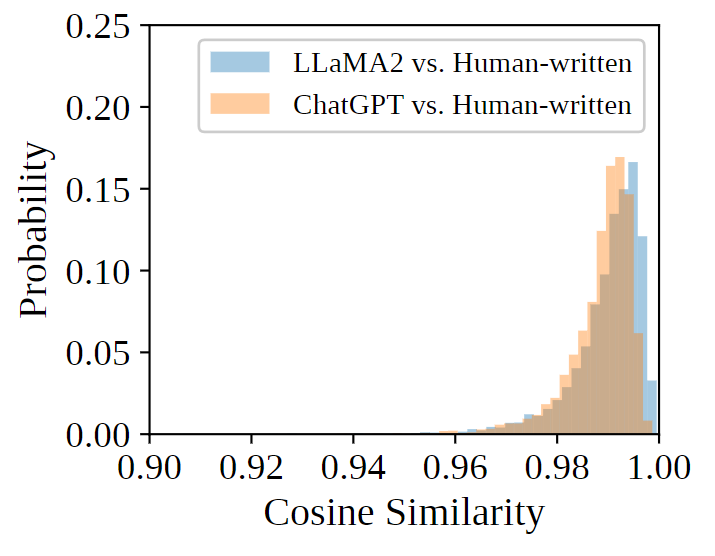 0.25
0.20
0.15
0.10
0.05
0.00
Probability
LLaMA2 vs. Human-written
ChatGPT vs. Human-written
0.90 0.92 0.94 0.96 0.98 1.00
Cosine Similarity